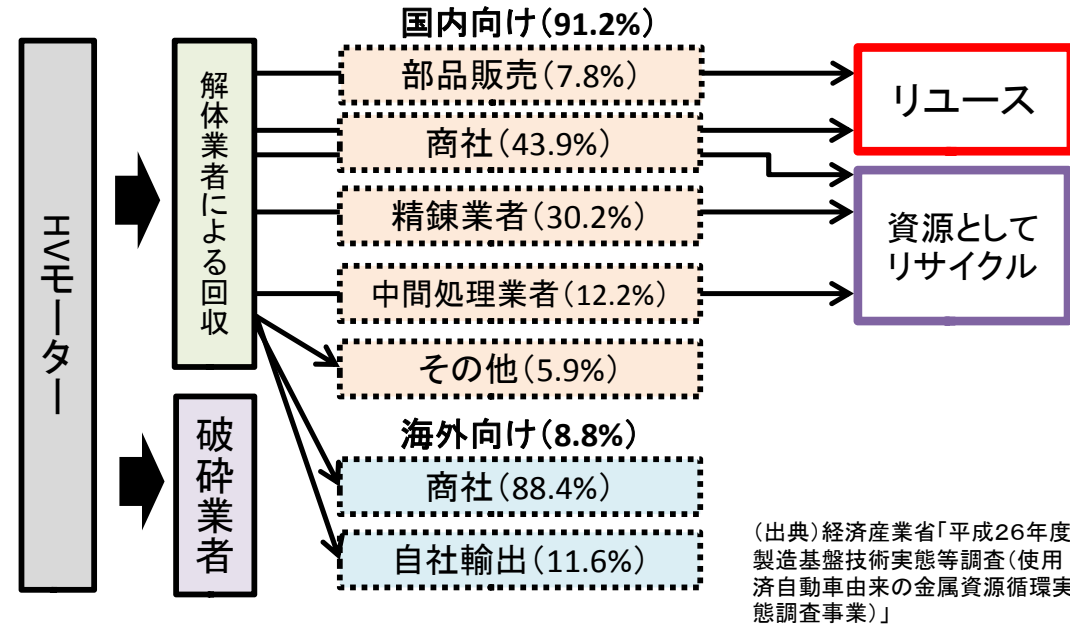 HVモーター
解体業者による回収
破砕業者
国内向け(91.2%)
部品販売(7.8%)
商社(43.9%)
精錬業者(30.2%)
中間処理業者(12.2%)
その他(5.9%)
海外向け(8.8%)
商社(88.4%)
自社輸出(11.6%)
リユース
資源として
リサイクル
(出典)経済産業省「平成26年度
製造基盤技術実態等調査(使用
済自動車由来の金属資源循環実
態調査事業)」